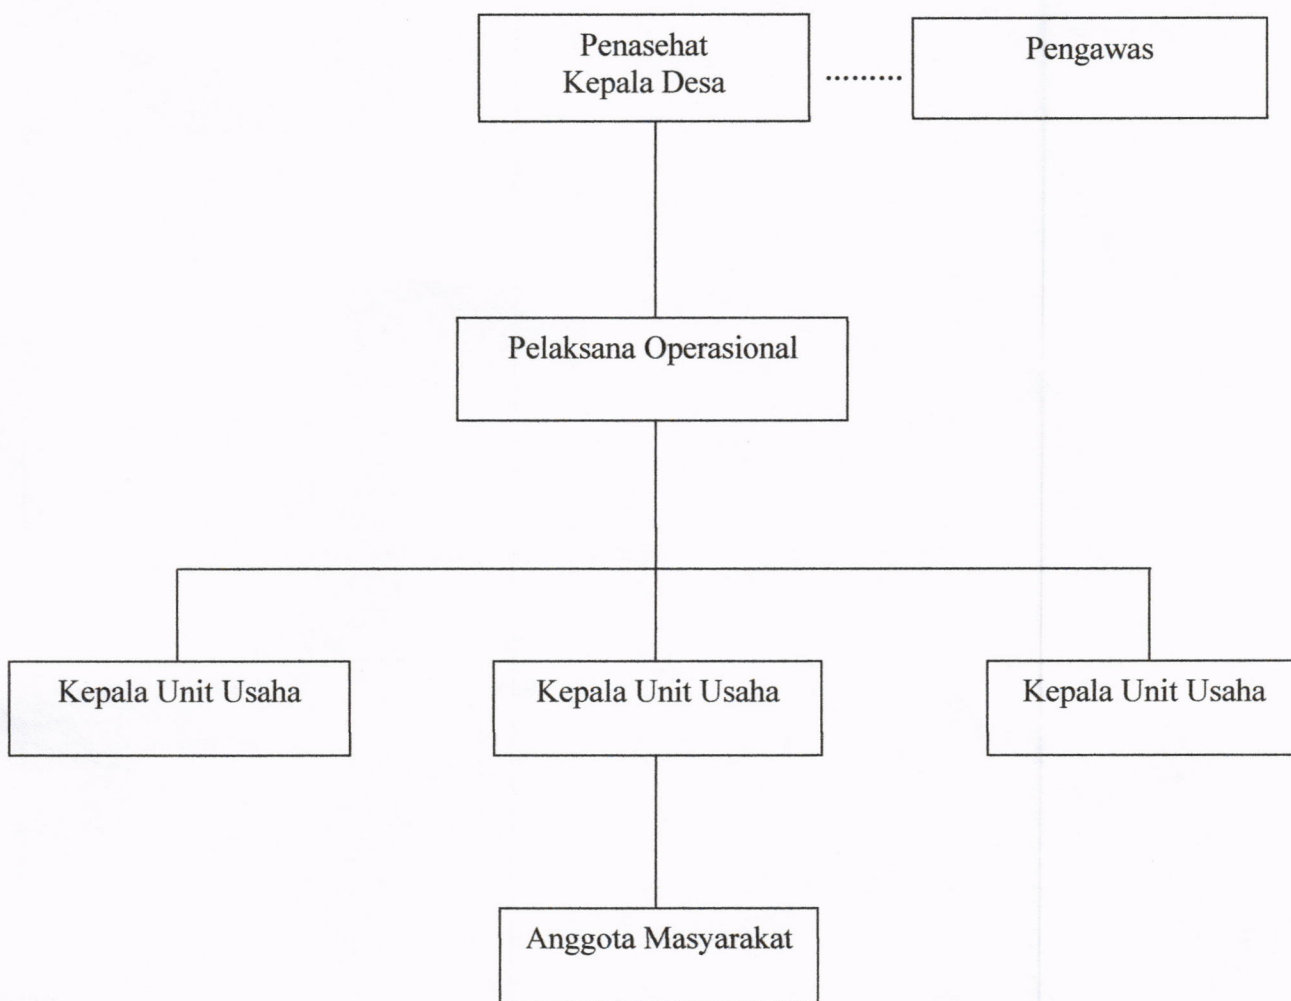 Penasehat
Kepala Desa
.........
Pengawas
Pelaksana Operasional
Kepala Unit Usaha
Kepala Unit Usaha
Kepala Unit Usaha
Anggota Masyarakat